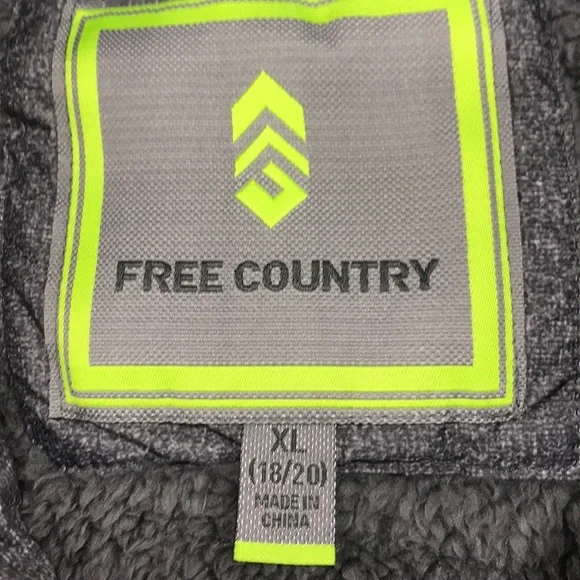 FREE COUNTRY
XL
(18/20)
MADE IN
CHINA